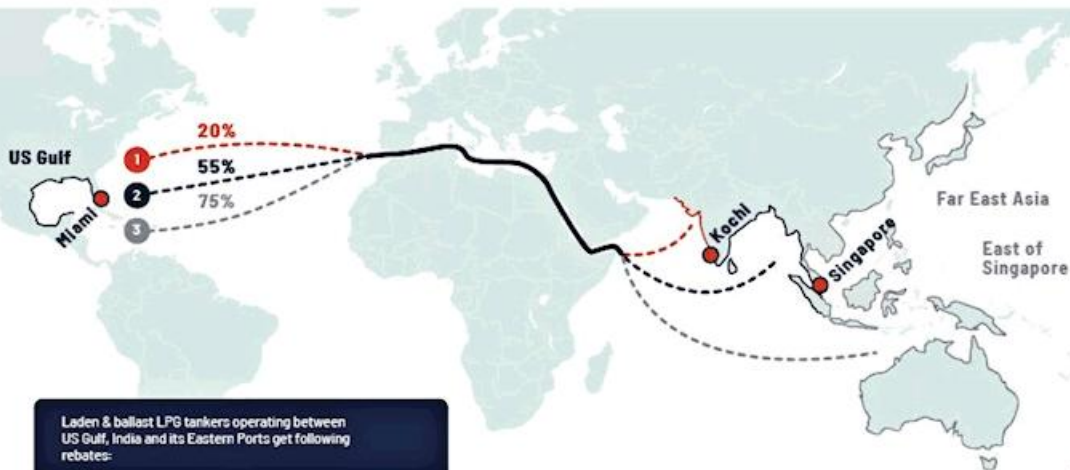 20%
US Gulf
1
55%
2
75%
3
Miami
Kochi
Singapore
Far East Asia
East of
Singapore
Laden & ballast LPG tankers operating between
US Gulf, India and its Eastern Ports get following
rebates: